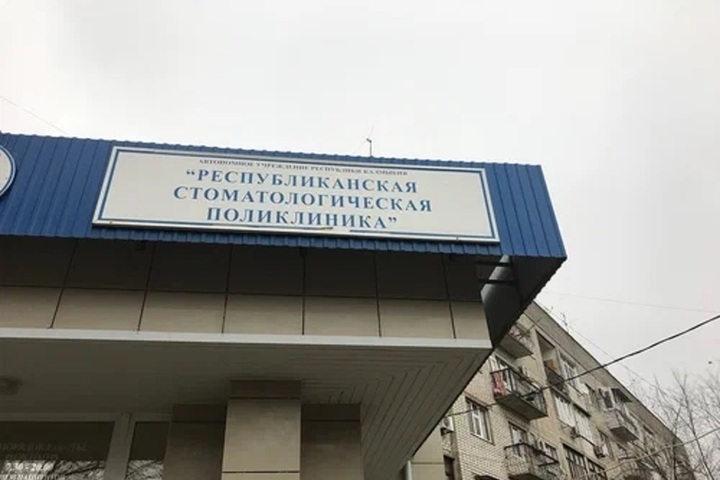 АВТОНОМНОЕ УЧРЕЖДЕНИЕ РЕСПУБЛИКИ КАЛМЫКИЯ
“РЕСПУБЛИКАНСКАЯ
СТОМАТОЛОГИЧЕСКАЯ
ПОЛИКЛИНИКА”